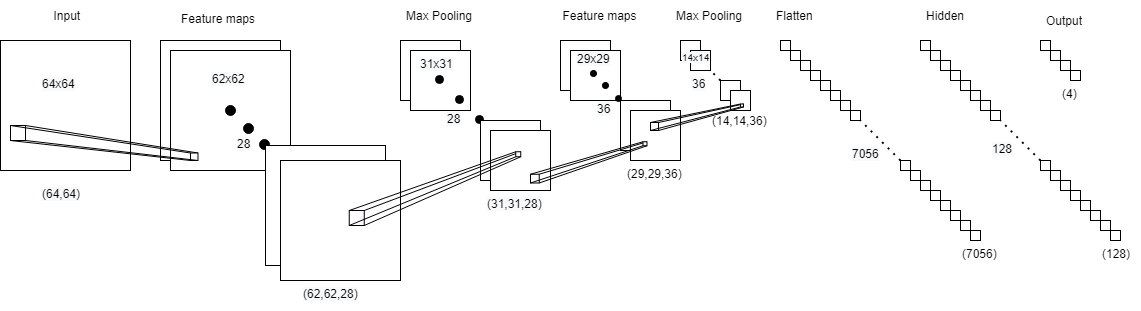 Input
Feature maps
Max Pooling
Feature maps
Max Pooling
Flatten
Hidden
Output
64x64
62x62
28
31x31
28
29x29
36
14x14
36
(64,64)
(62,62,28)
(31,31,28)
(29,29,36)
(14,14,36)
7056
(7056)
128
(128)
(4)